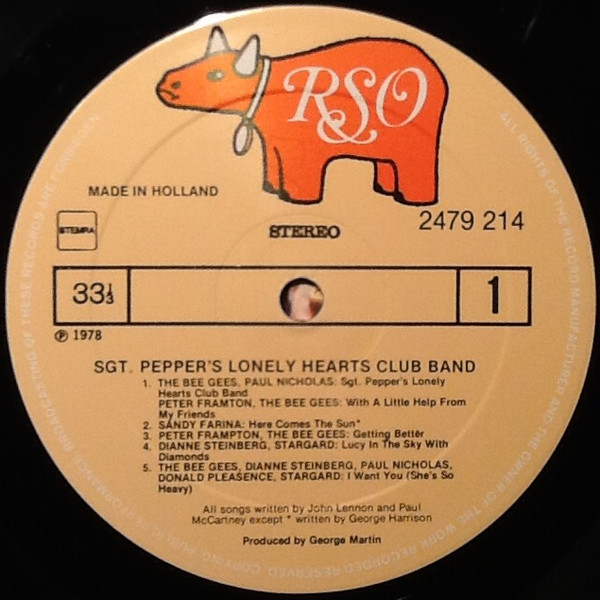 RSO
MADE IN HOLLAND
STEMRA
STEREO
2479 214
33⅓
1
℗ 1978
SGT. PEPPER'S LONELY HEARTS CLUB BAND
1. THE BEE GEES, PAUL NICHOLAS: Sgt. Pepper's Lonely
Hearts Club Band
PETER FRAMTON, THE BEE GEES: With A Little Help From
My Friends
2. SANDY FARINA: Here Comes The Sun*
3. PETER FRAMPTON, THE BEE GEES: Getting Better
4. DIANNE STEINBERG, STARGARD: Lucy In The Sky With
Diamonds
5. THE BEE GEES, DIANNE STEINBERG, PAUL NICHOLAS,
DONALD PLEASENCE, STARGARD: I Want You (She's So
Heavy)
All songs written by John Lennon and Paul
McCartney except * written by George Harrison
Produced by George Martin
ALL RIGHTS OF THE RECORD MANUFACTURER AND THE OWNER OF THE WORK RECORDED RESERVED. COPYING, PUBLIC PERFORMANCE, BROADCASTING OF THESE RECORDS ARE FORBIDDEN